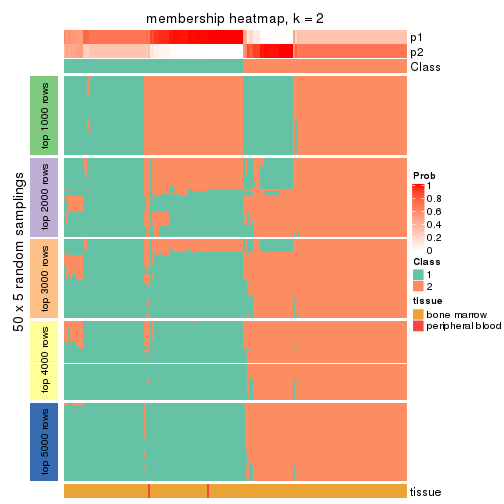 membership heatmap, k = 2
p1
p2
Class
50 x 5 random samplings
top 1000 rows
top 2000 rows
top 3000 rows
top 4000 rows
top 5000 rows
Prob
1
0.8
0.6
0.4
0.2
0
Class
1
2
tissue
bone marrow
peripheral blood
tissue